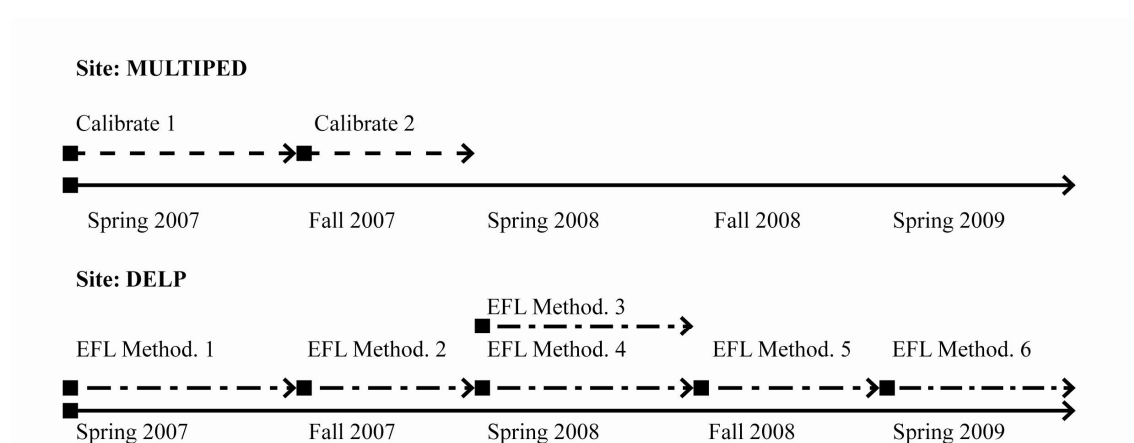 Site: MULTIPED
Calibrate 1 Calibrate 2
Spring 2007 Fall 2007 Spring 2008 Fall 2008 Spring 2009
Site: DELP
EFL Method. 3
EFL Method. 1 EFL Method. 2 EFL Method. 4 EFL Method. 5 EFL Method. 6
Spring 2007 Fall 2007 Spring 2008 Fall 2008 Spring 2009